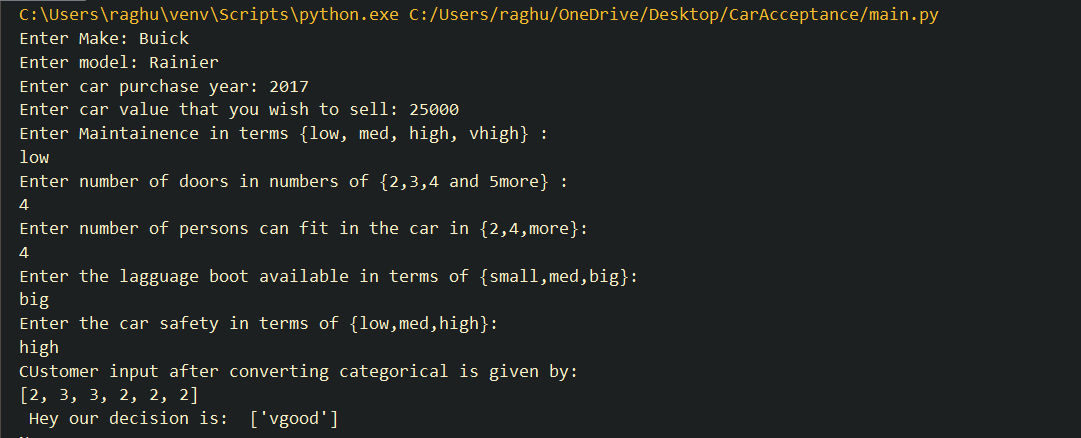 C:\Users\raghu\venv\Scripts\python.exe C:/Users/raghu/OneDrive/Desktop/CarAcceptance/main.py
Enter Make: Buick
Enter model: Rainier
Enter car purchase year: 2017
Enter car value that you wish to sell: 25000
Enter Maintainence in terms {low, med, high, vhigh} :
low
Enter number of doors in numbers of {2,3,4 and 5more} :
4
Enter number of persons can fit in the car in {2,4,more}:
4
Enter the lagguage boot available in terms of {small,med,big}:
big
Enter the car safety in terms of {low,med,high}:
high
CUstomer input after converting categorical is given by:
[2, 3, 3, 2, 2, 2]
Hey our decision is:  ['vgood']